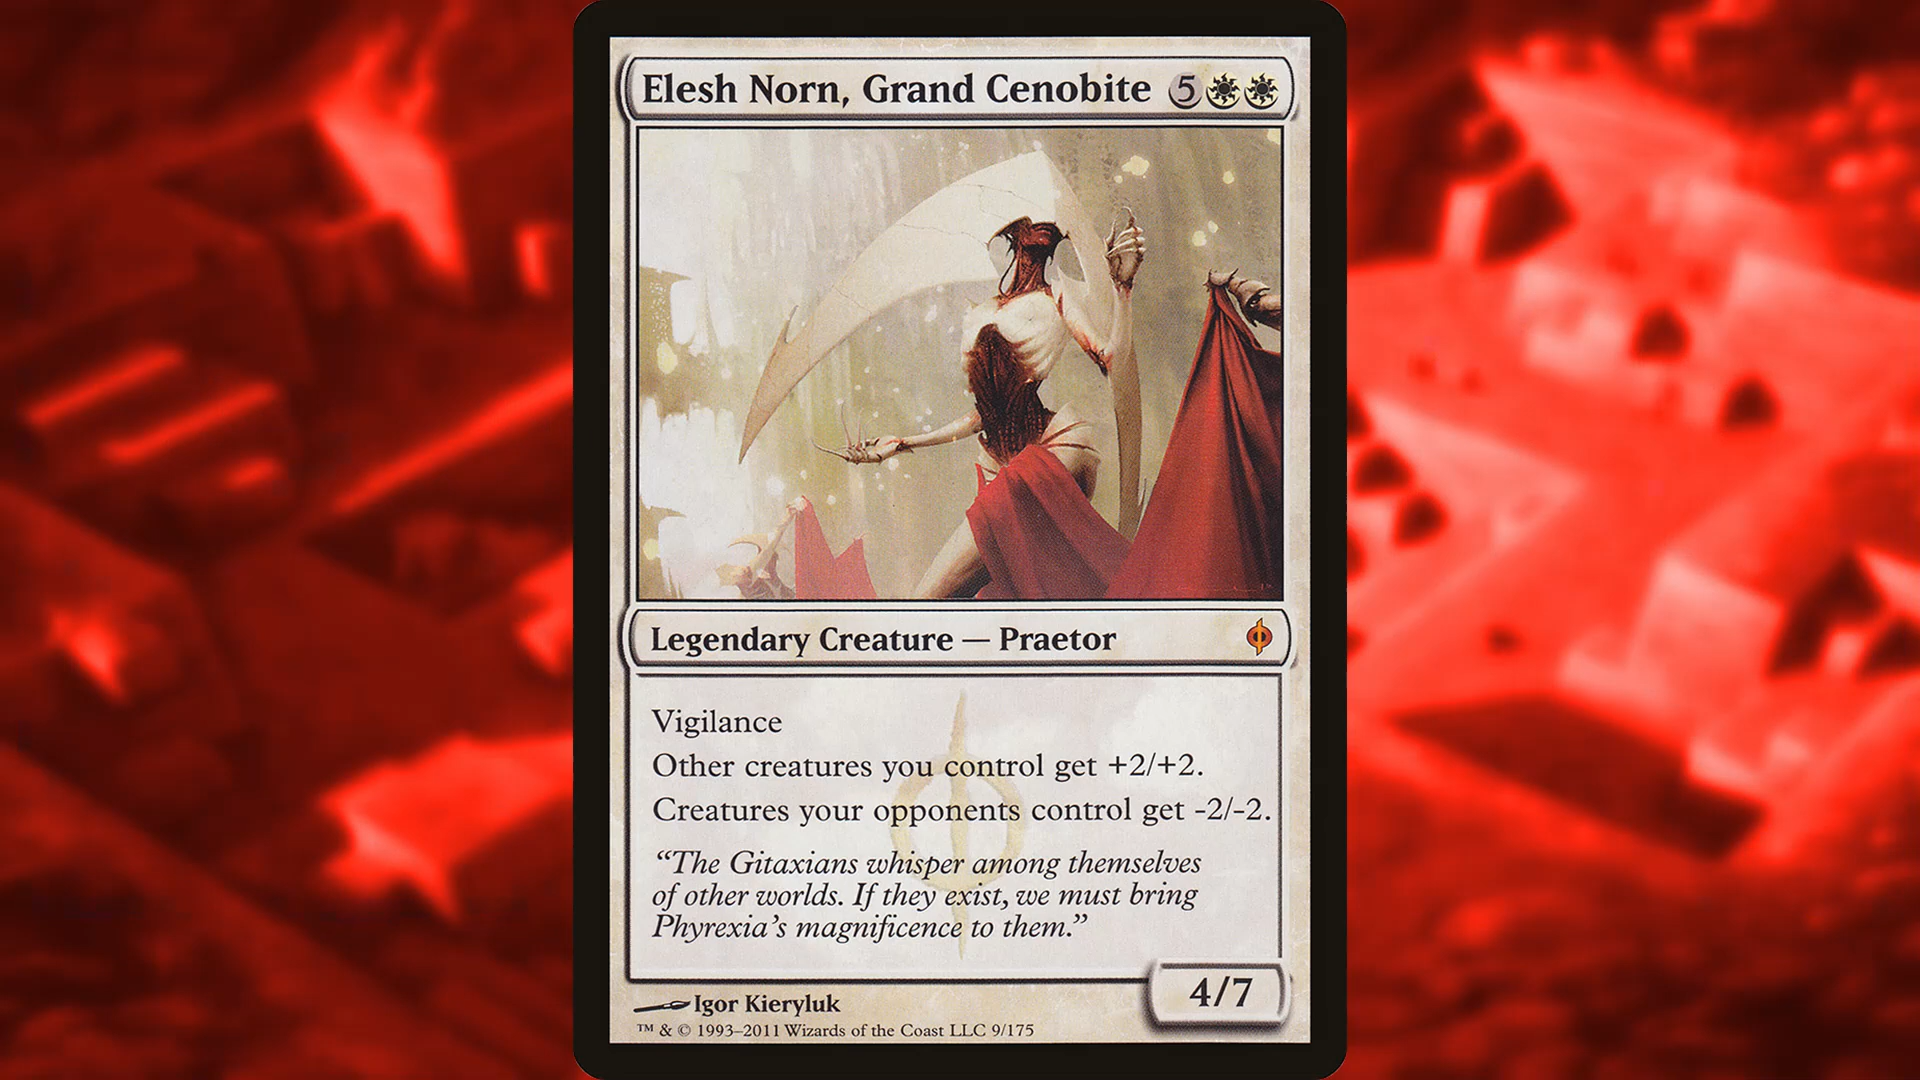 Elesh Norn, Grand Cenobite 5
Legendary Creature — Praetor
Vigilance
Other creatures you control get +2/+2.
Creatures your opponents control get -2/-2.
“The Gitaxians whisper among themselves
of other worlds. If they exist, we must bring
Phyrexia’s magnificence to them.”
4/7
Igor Kieryluk
™ & © 1993–2011 Wizards of the Coast LLC 9/175